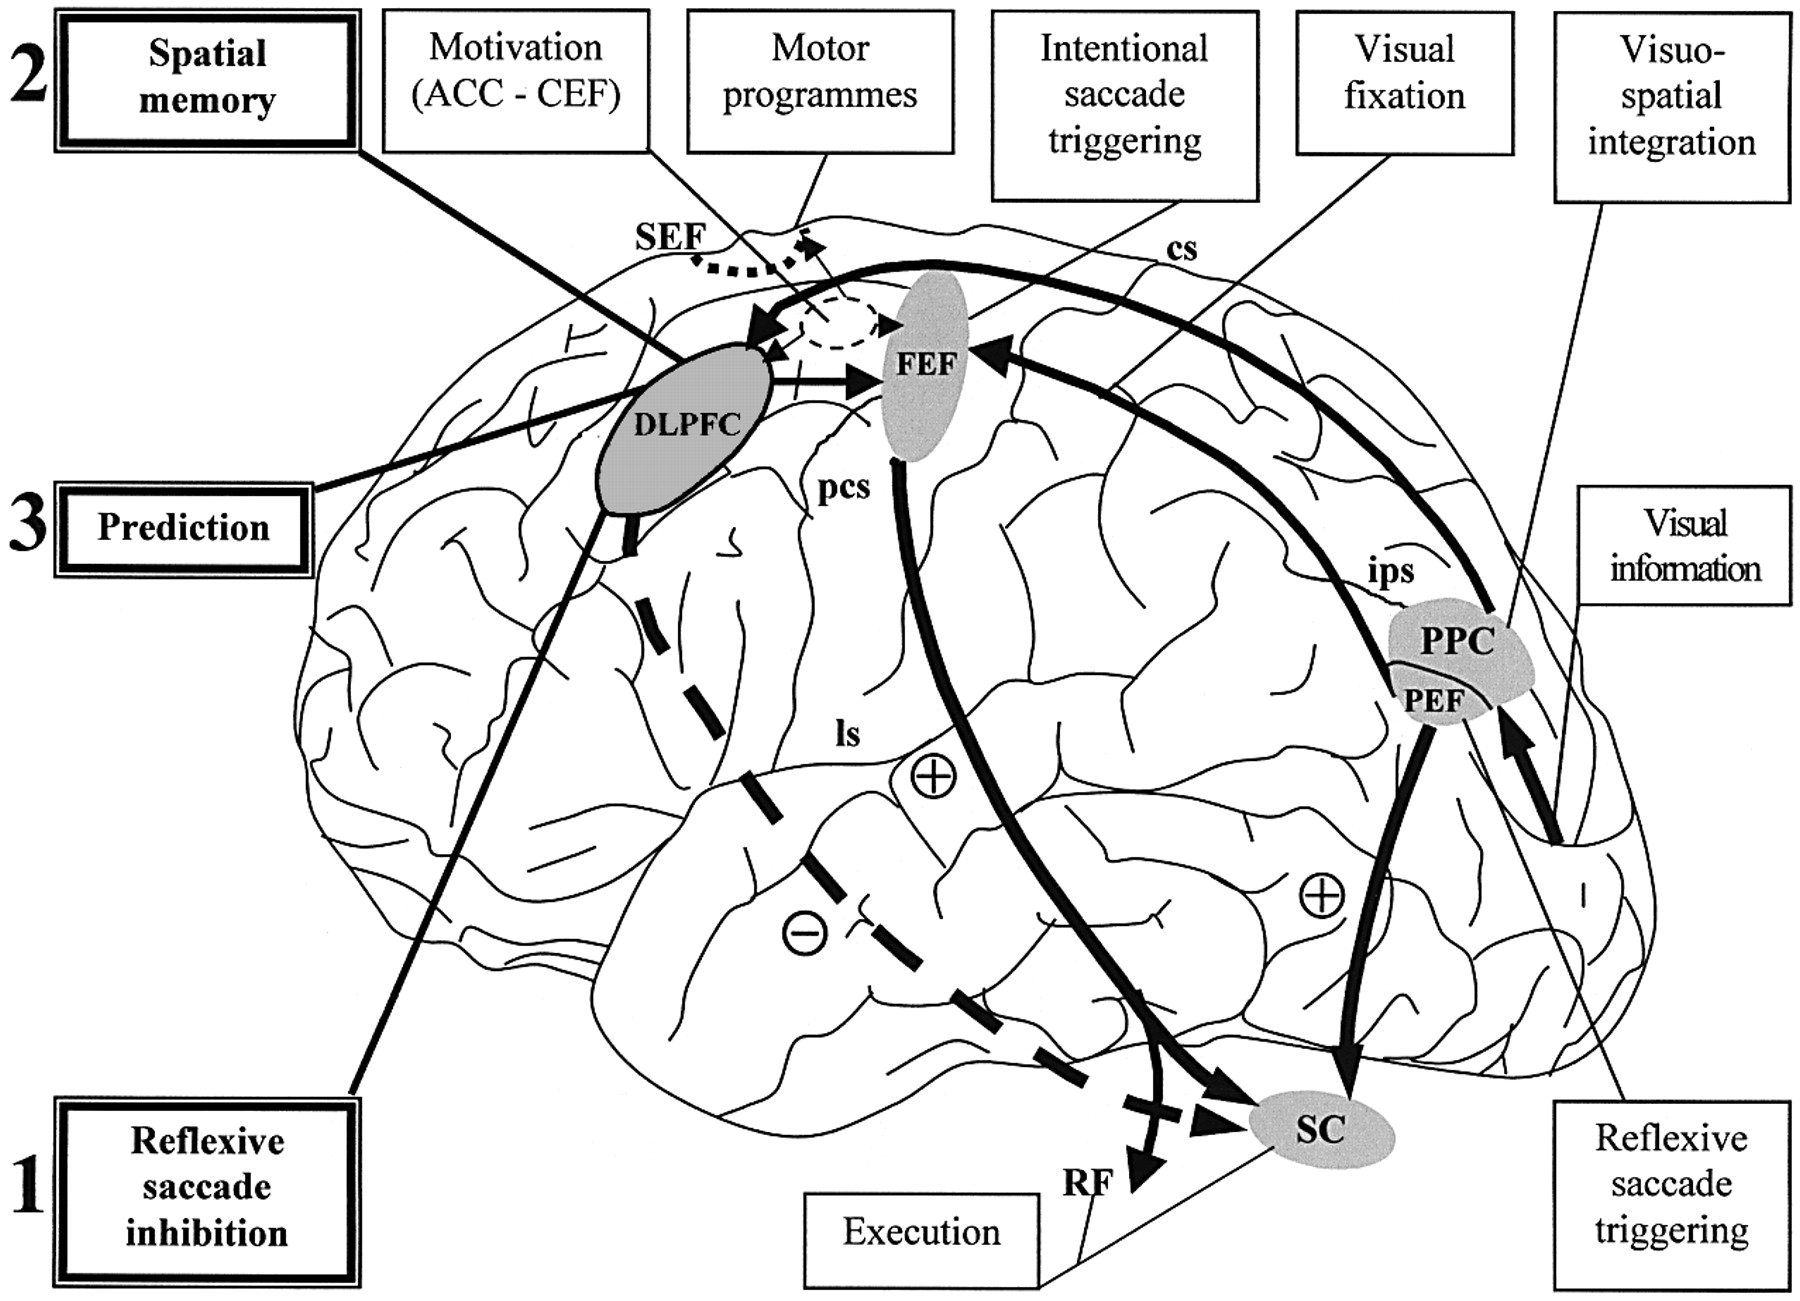 2
Spatial
memory
Motivation
(ACC - CEF)
Motor
programmes
Intentional
saccade
triggering
Visual
fixation
Visuo-
spatial
integration
SEF
cs
FEF
DLPFC
pcs
3
Prediction
Visual
information
ips
PPC
PEF
ls
+
+
−
1
Reflexive
saccade
inhibition
SC
RF
Execution
Reflexive
saccade
triggering